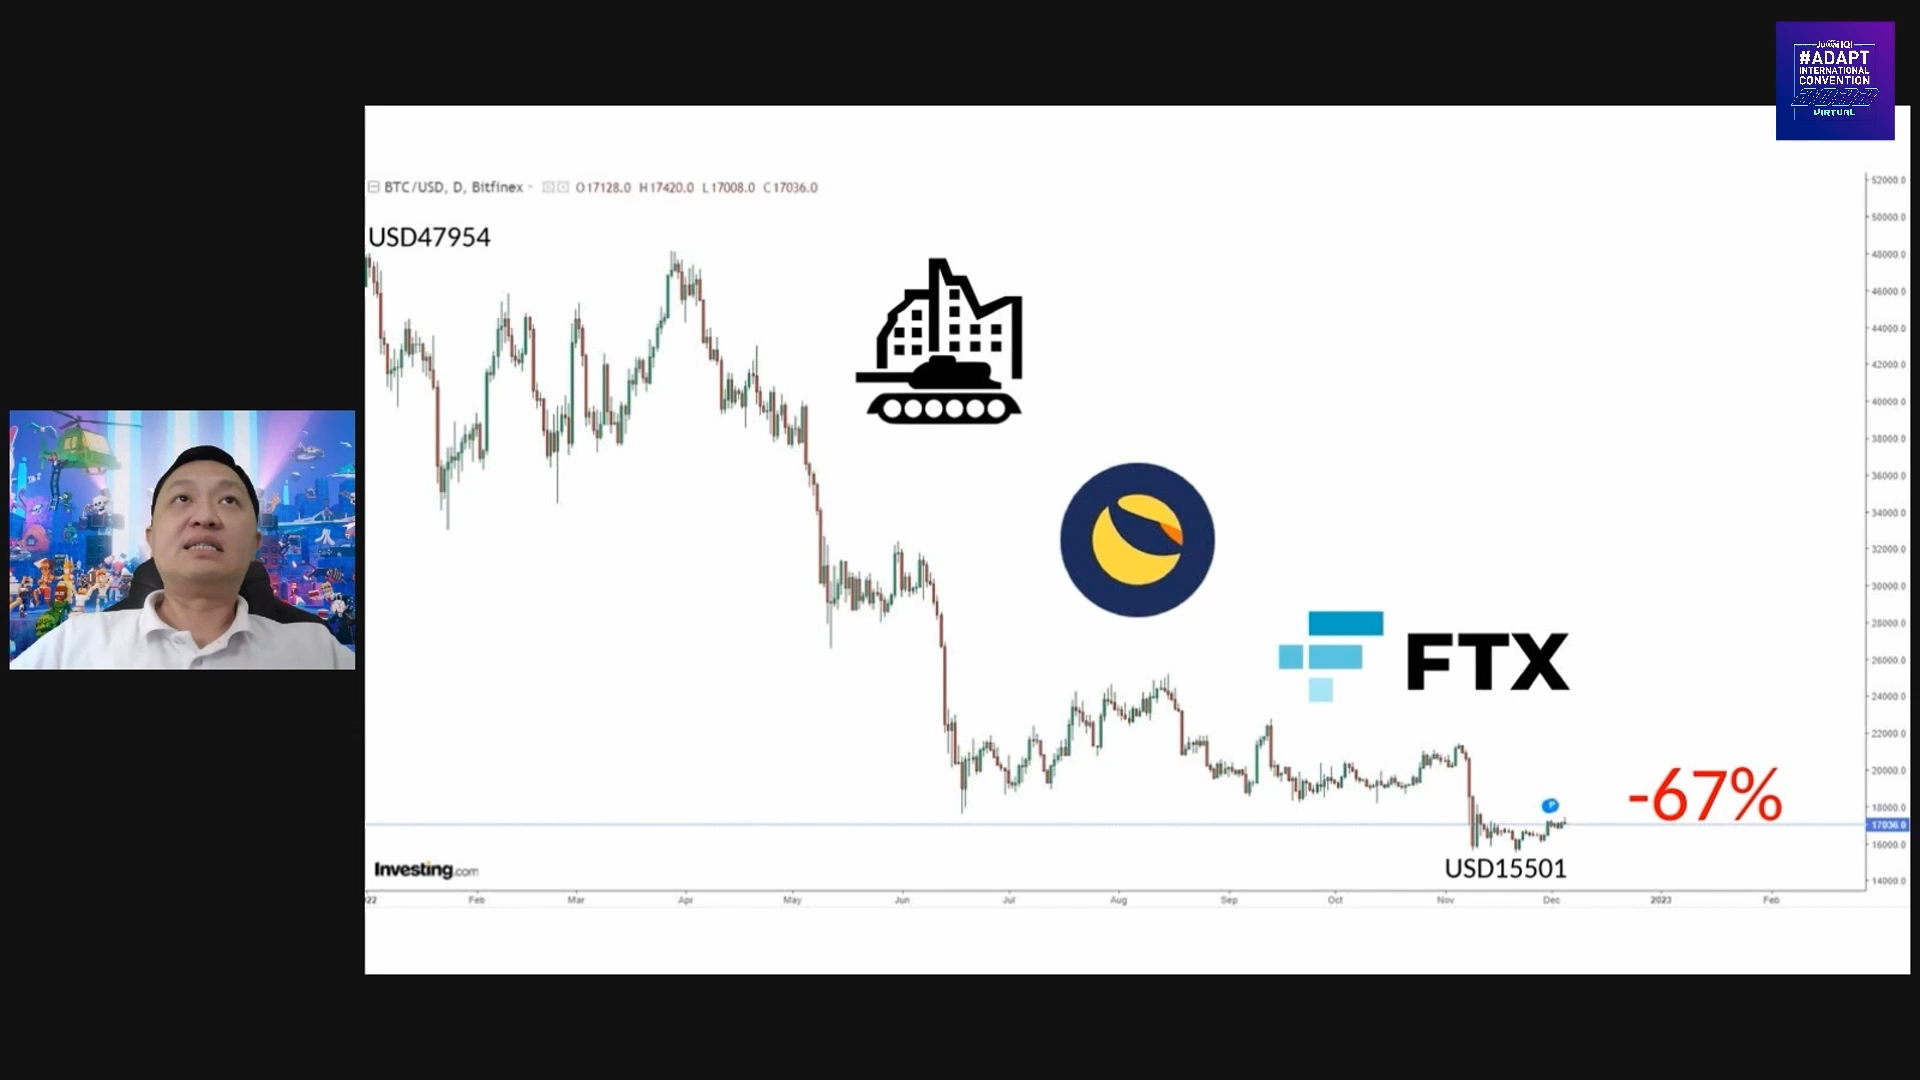 Juwai IQI
#ADAPT
INTERNATIONAL
CONVENTION
2022
VIRTUAL
BTC/USD, D, Bitfinex O17128.0 H17420.0 L17008.0 C17036.0
USD47954
52000.0
50000.0
48000.0
46000.0
44000.0
42000.0
40000.0
38000.0
36000.0
34000.0
32000.0
30000.0
28000.0
26000.0
24000.0
22000.0
20000.0
18000.0
17036.0
16000.0
14000.0
FTX
-67%
P
USD15501
Investing.com
22 Feb Mar Apr May Jun Jul Aug Sep Oct Nov Dec 2023 Feb